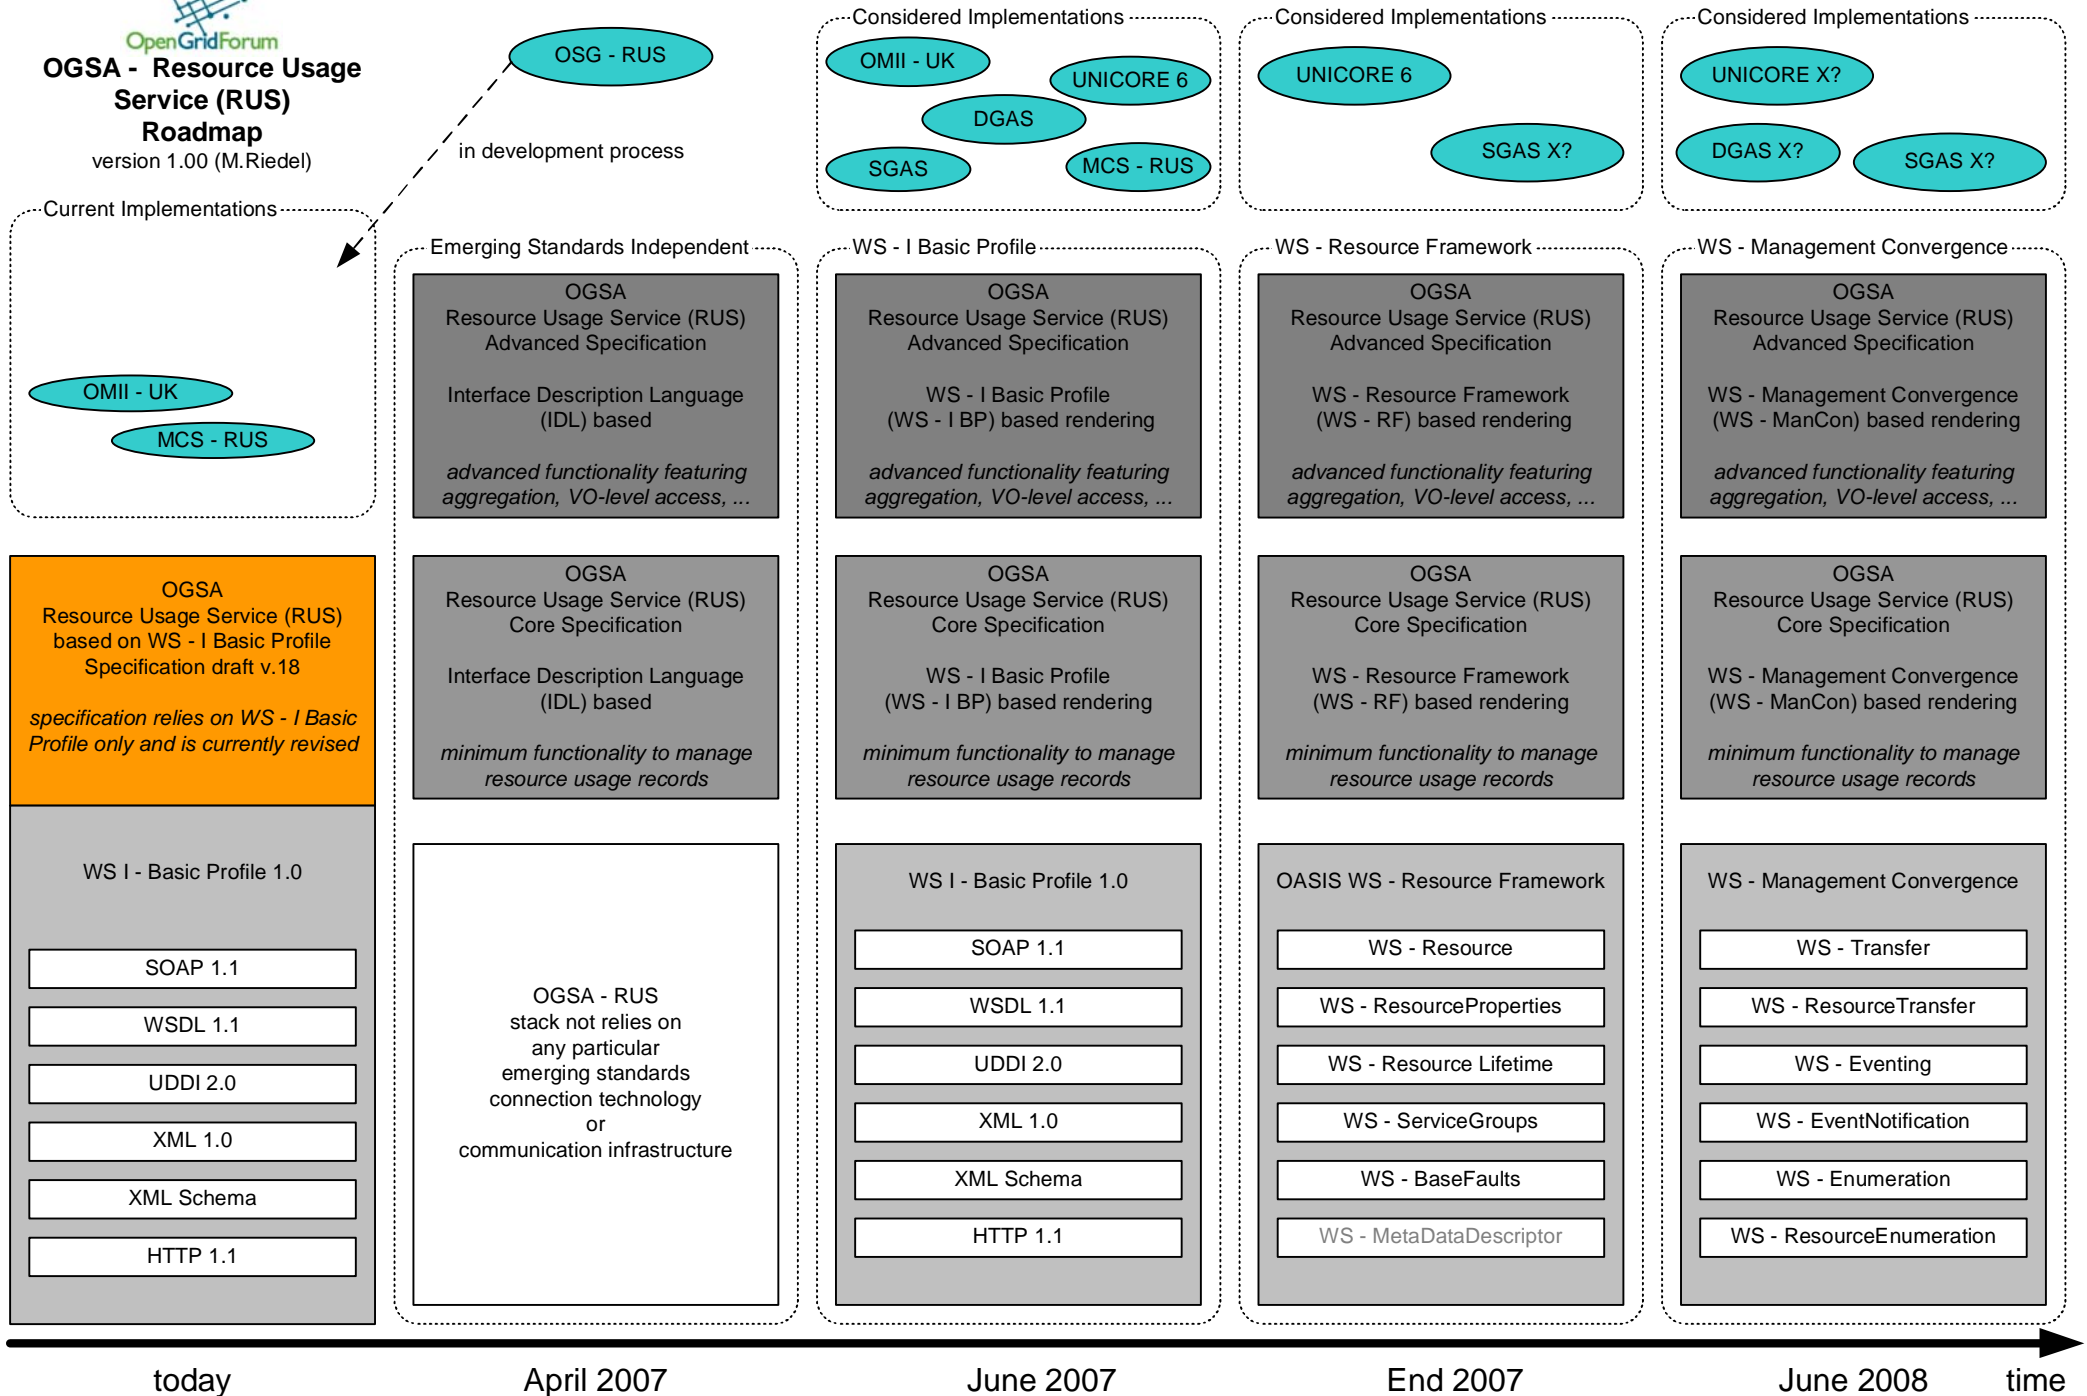 OpenGridForum
OGSA - Resource Usage
Service (RUS)
Roadmap
version 1.00 (M.Riedel)
OSG - RUS
in development process
Current Implementations
OMII - UK
MCS - RUS
OGSA
Resource Usage Service (RUS)
based on WS - I Basic Profile
Specification draft v.18
specification relies on WS - I Basic
Profile only and is currently revised
WS I - Basic Profile 1.0
SOAP 1.1
WSDL 1.1
UDDI 2.0
XML 1.0
XML Schema
HTTP 1.1
Emerging Standards Independent
OGSA
Resource Usage Service (RUS)
Advanced Specification
Interface Description Language
(IDL) based
advanced functionality featuring
aggregation, VO-level access, ...
OGSA
Resource Usage Service (RUS)
Core Specification
Interface Description Language
(IDL) based
minimum functionality to manage
resource usage records
OGSA - RUS
stack not relies on
any particular
emerging standards
connection technology
or
communication infrastructure
Considered Implementations
OMII - UK
UNICORE 6
DGAS
SGAS
MCS - RUS
WS - I Basic Profile
OGSA
Resource Usage Service (RUS)
Advanced Specification
WS - I Basic Profile
(WS - I BP) based rendering
advanced functionality featuring
aggregation, VO-level access, ...
OGSA
Resource Usage Service (RUS)
Core Specification
WS - I Basic Profile
(WS - I BP) based rendering
minimum functionality to manage
resource usage records
WS I - Basic Profile 1.0
SOAP 1.1
WSDL 1.1
UDDI 2.0
XML 1.0
XML Schema
HTTP 1.1
Considered Implementations
UNICORE 6
SGAS X?
WS - Resource Framework
OGSA
Resource Usage Service (RUS)
Advanced Specification
WS - Resource Framework
(WS - RF) based rendering
advanced functionality featuring
aggregation, VO-level access, ...
OGSA
Resource Usage Service (RUS)
Core Specification
WS - Resource Framework
(WS - RF) based rendering
minimum functionality to manage
resource usage records
OASIS WS - Resource Framework
WS - Resource
WS - ResourceProperties
WS - Resource Lifetime
WS - ServiceGroups
WS - BaseFaults
WS - MetaDataDescriptor
Considered Implementations
UNICORE X?
DGAS X?
SGAS X?
WS - Management Convergence
OGSA
Resource Usage Service (RUS)
Advanced Specification
WS - Management Convergence
(WS - ManCon) based rendering
advanced functionality featuring
aggregation, VO-level access, ...
OGSA
Resource Usage Service (RUS)
Core Specification
WS - Management Convergence
(WS - ManCon) based rendering
minimum functionality to manage
resource usage records
WS - Management Convergence
WS - Transfer
WS - ResourceTransfer
WS - Eventing
WS - EventNotification
WS - Enumeration
WS - ResourceEnumeration
today
April 2007
June 2007
End 2007
June 2008
time